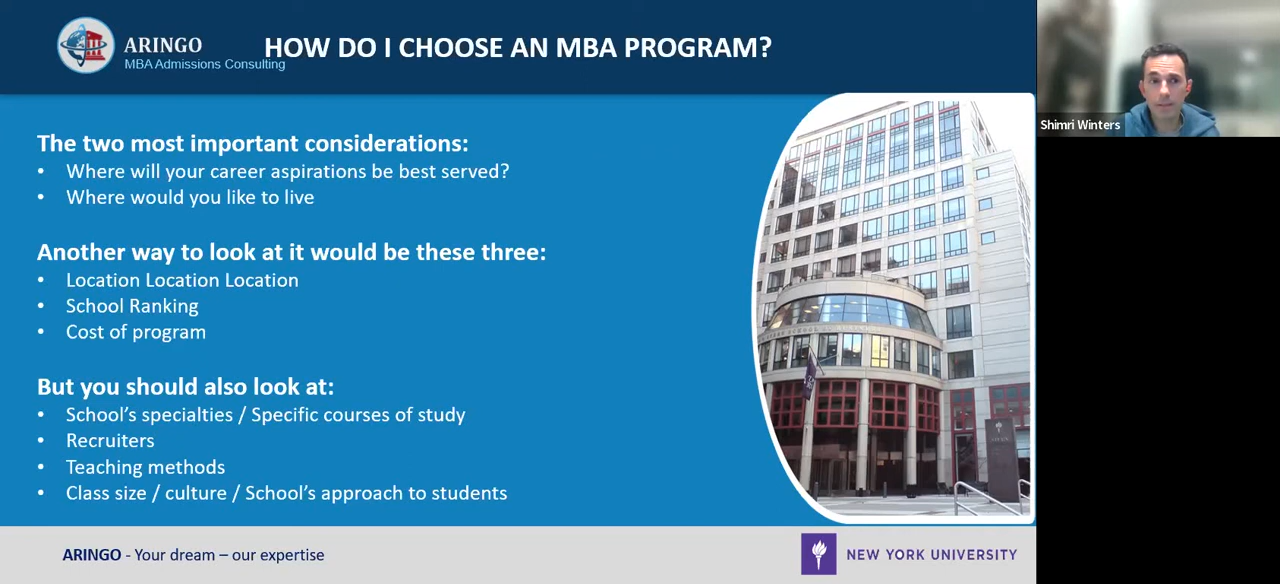 ARINGO
MBA Admissions Consulting
HOW DO I CHOOSE AN MBA PROGRAM?
Shimri Winters
The two most important considerations:
• Where will your career aspirations be best served?
• Where would you like to live
Another way to look at it would be these three:
• Location Location Location
• School Ranking
• Cost of program
But you should also look at:
• School's specialties / Specific courses of study
• Recruiters
• Teaching methods
• Class size / culture / School's approach to students
ARINGO - Your dream – our expertise
NEW YORK UNIVERSITY